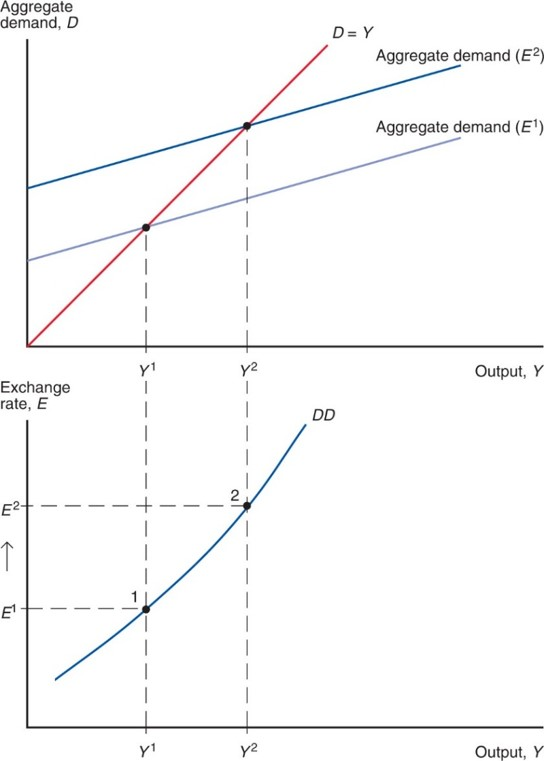 Aggregate
demand, D
D = Y
Aggregate demand (E²)
Aggregate demand (E¹)
Y¹
Y²
Output, Y
Exchange
rate, E
DD
2
E²
1
E¹
Y¹
Y²
Output, Y